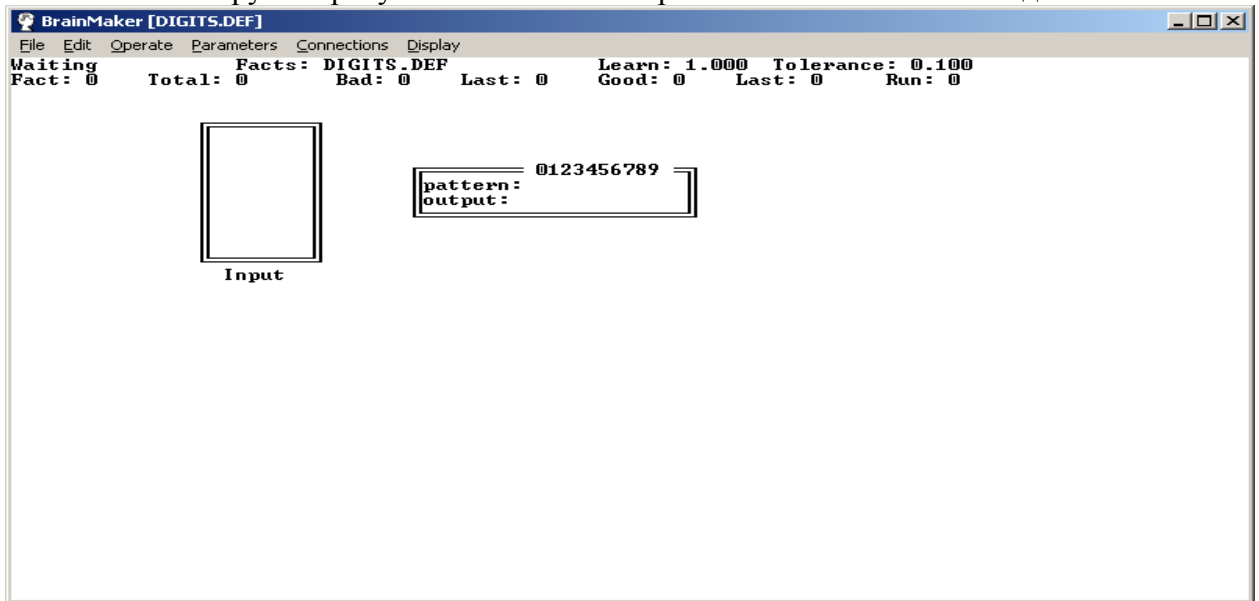 BrainMaker [DIGITS.DEF]
File Edit Operate Parameters Connections Display
Waiting Facts: DIGITS.DEF Learn: 1.000 Tolerance: 0.100
Fact: 0 Total: 0 Bad: 0 Last: 0 Good: 0 Last: 0 Run: 0
0123456789
pattern:
output:
Input